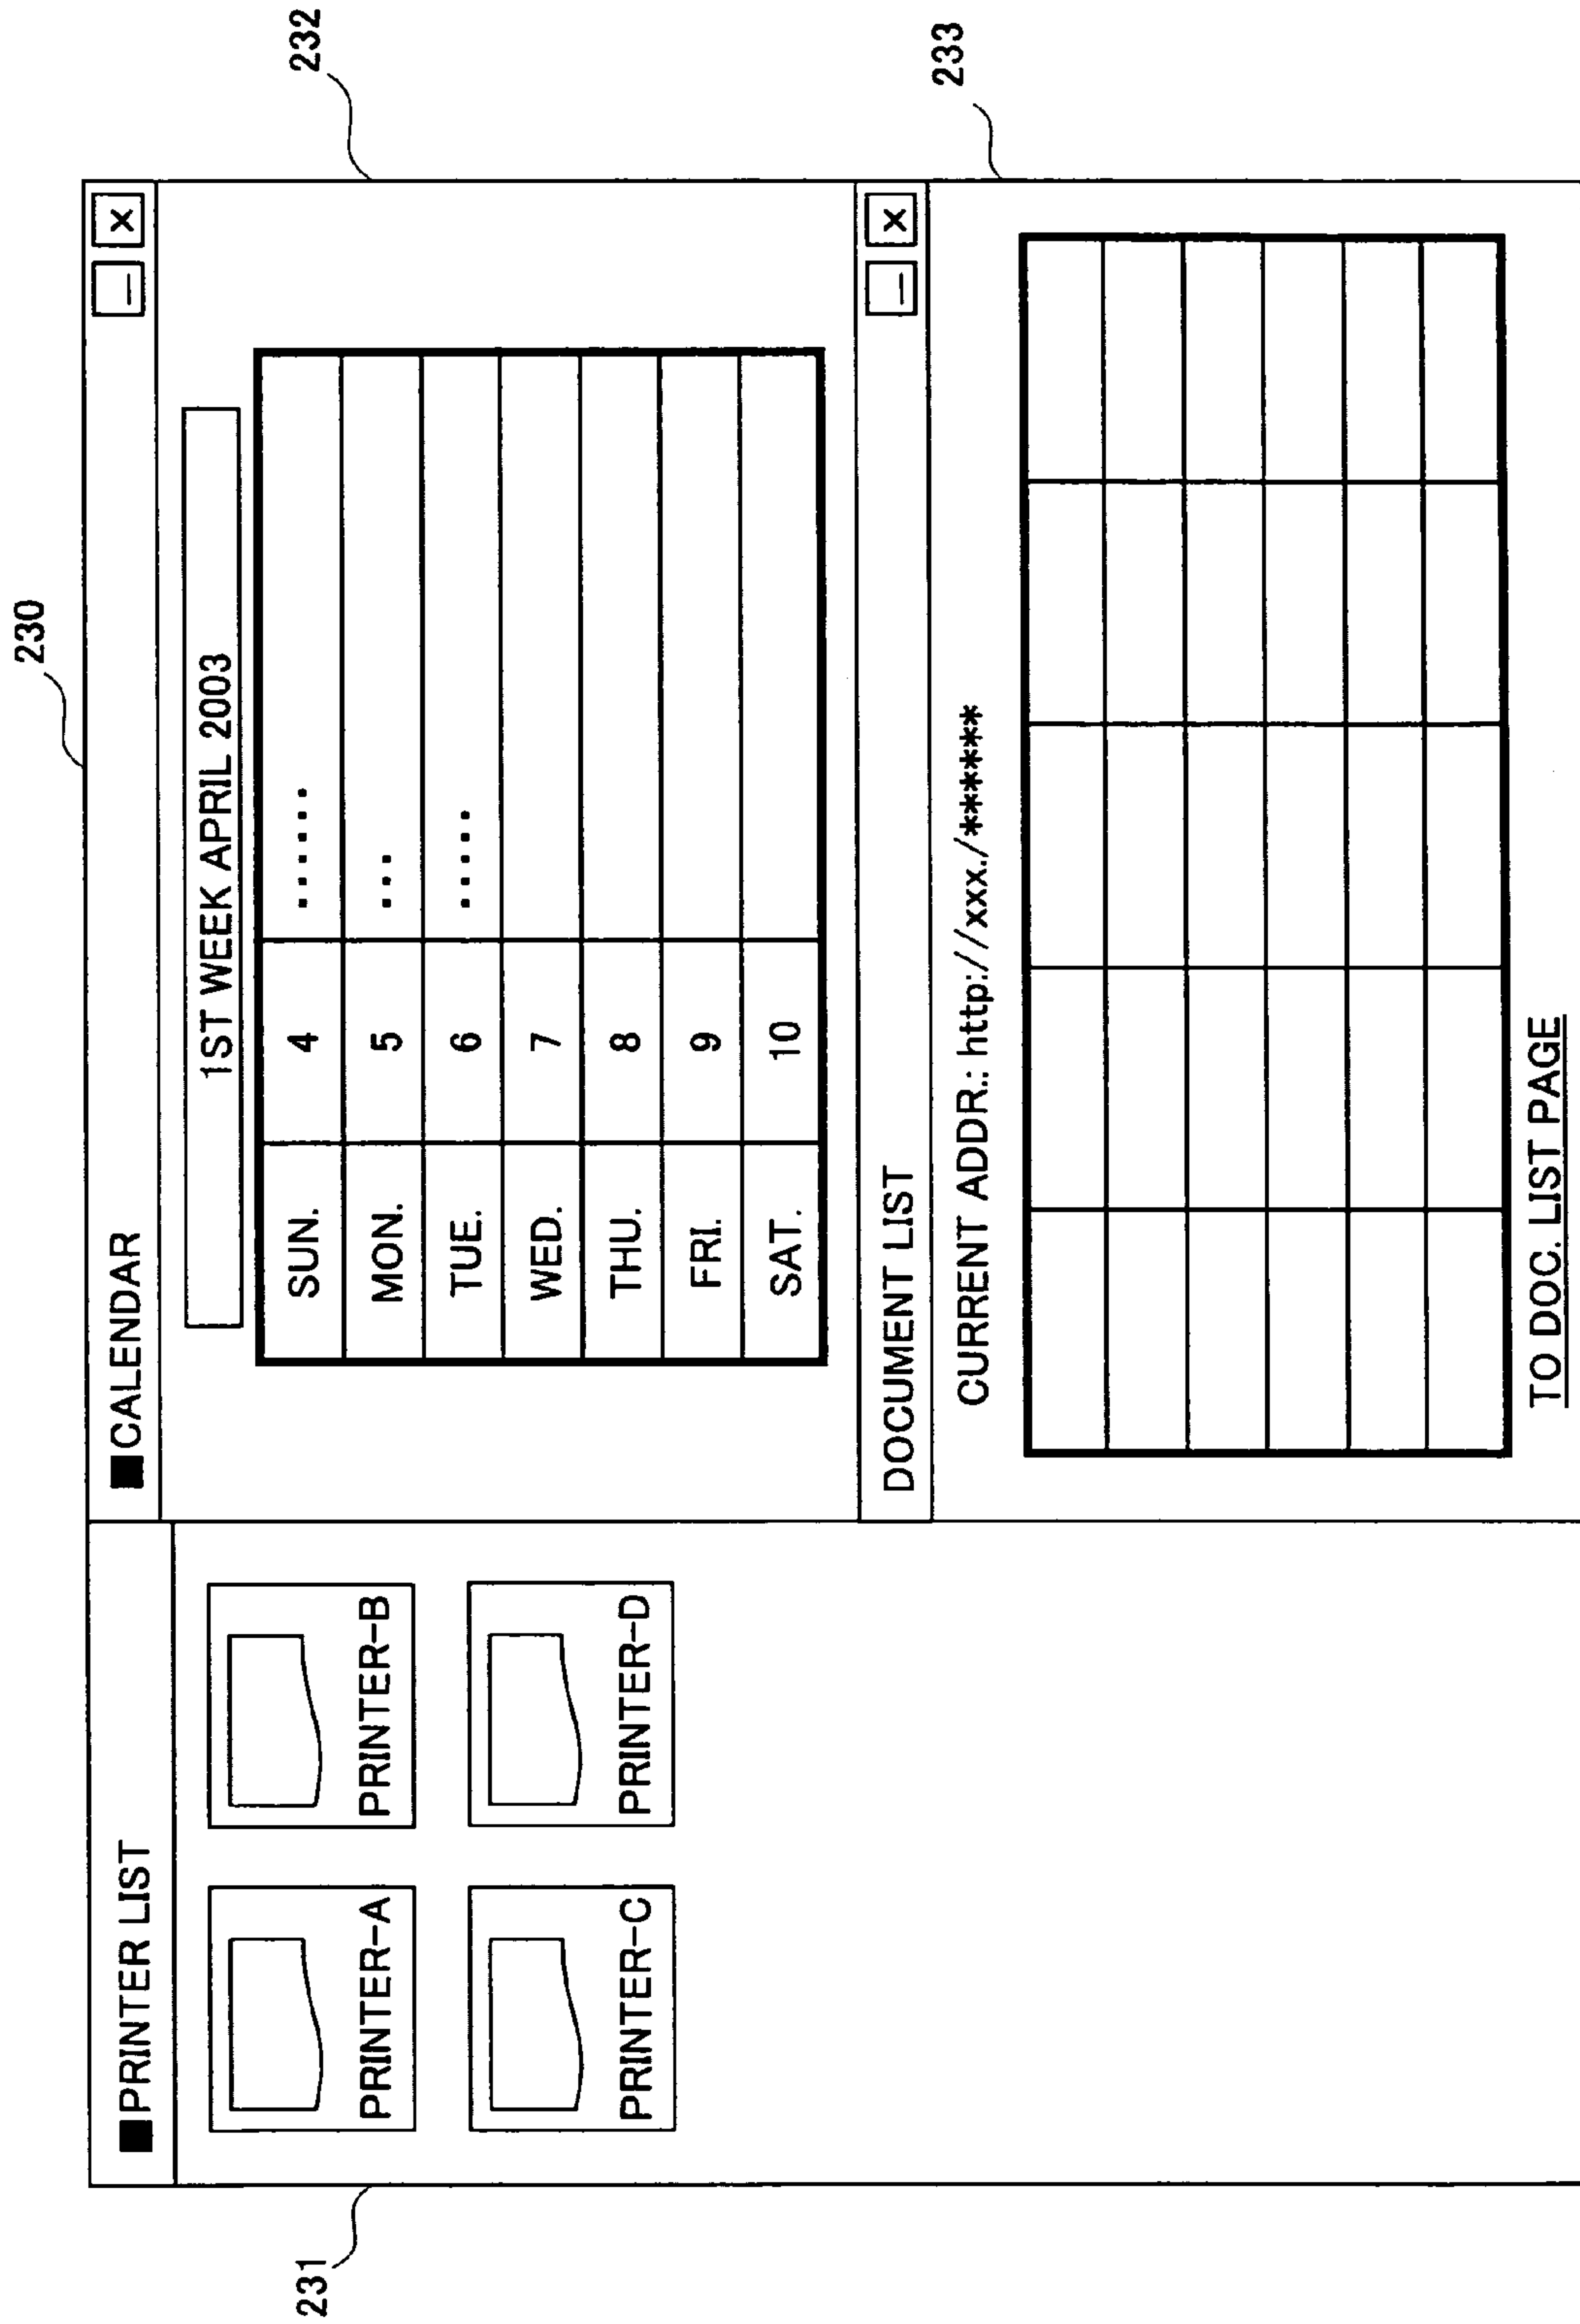 230
■PRINTER LIST
PRINTER-A
PRINTER-B
PRINTER-C
PRINTER-D
231
■CALENDAR
_ X
1ST WEEK APRIL 2003
SUN. 4 ......
MON. 5 ...
TUE. 6 .....
WED. 7
THU. 8
FRI. 9
SAT. 10
232
DOCUMENT LIST
_ X
CURRENT ADDR.: http://xxx./******
TO DOC. LIST PAGE
233